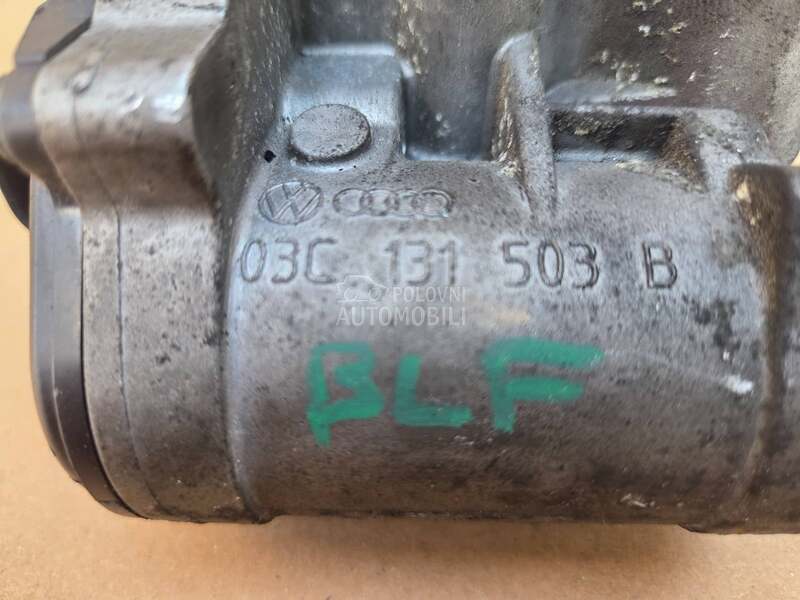 03C 131 503 B
POLOVNI
AUTOMOBILI
BLF